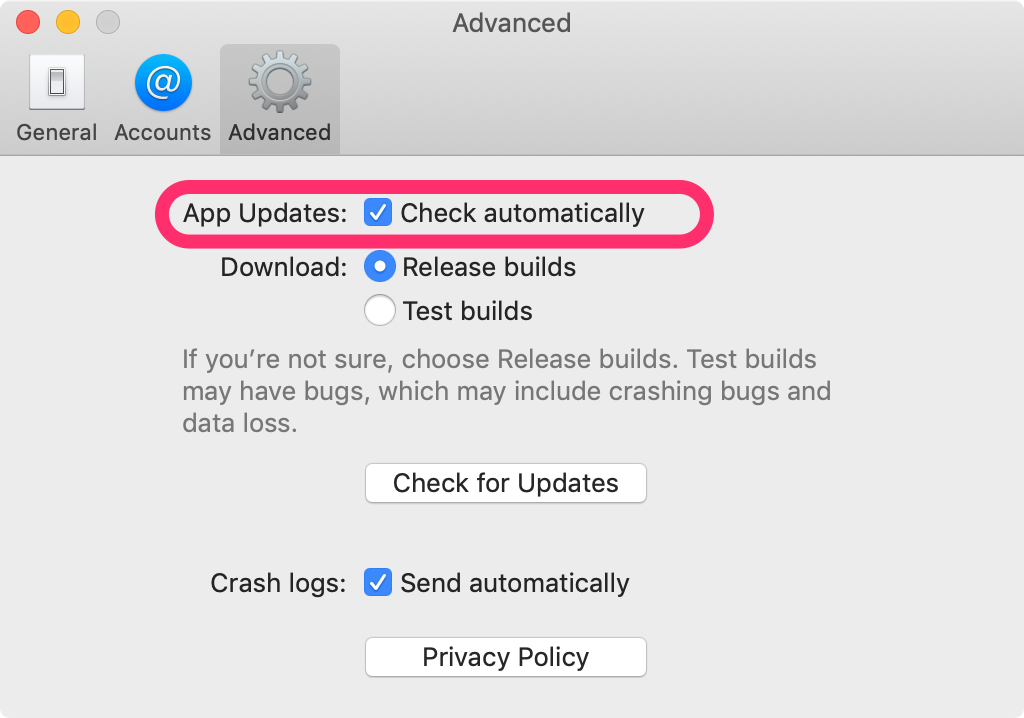 Advanced
General Accounts Advanced
App Updates: Check automatically
Download: Release builds
Test builds
If you’re not sure, choose Release builds. Test builds
may have bugs, which may include crashing bugs and
data loss.
Check for Updates
Crash logs: Send automatically
Privacy Policy